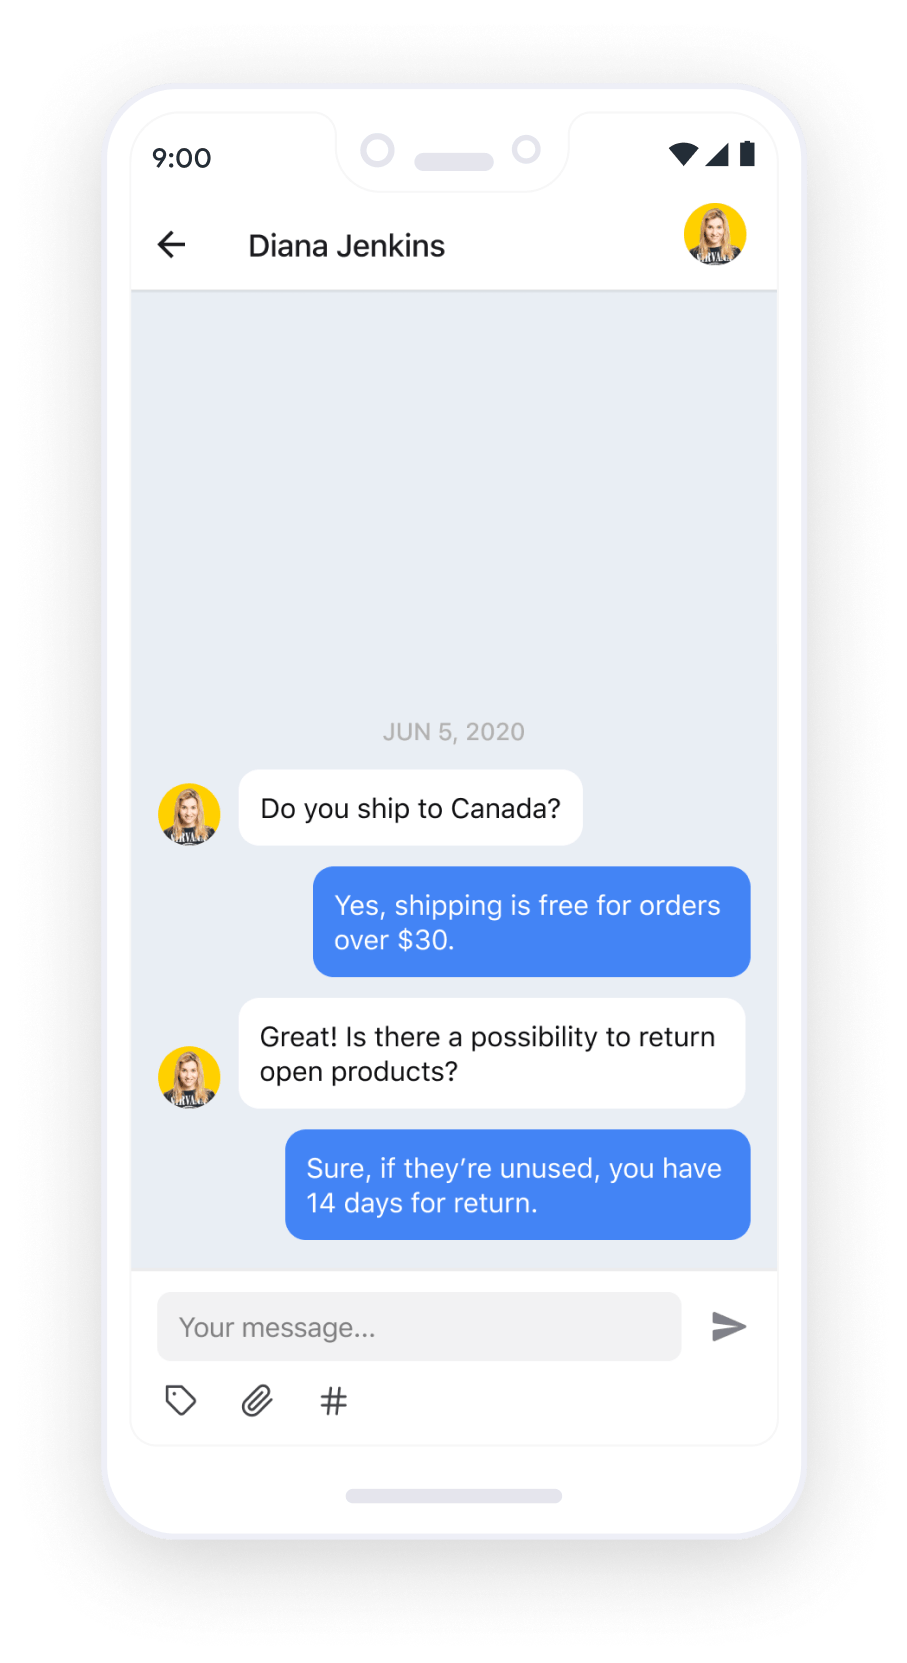 9:00
Diana Jenkins
JUN 5, 2020
Do you ship to Canada?
Yes, shipping is free for orders
over $30.
Great! Is there a possibility to return
open products?
Sure, if they’re unused, you have
14 days for return.
Your message...
#